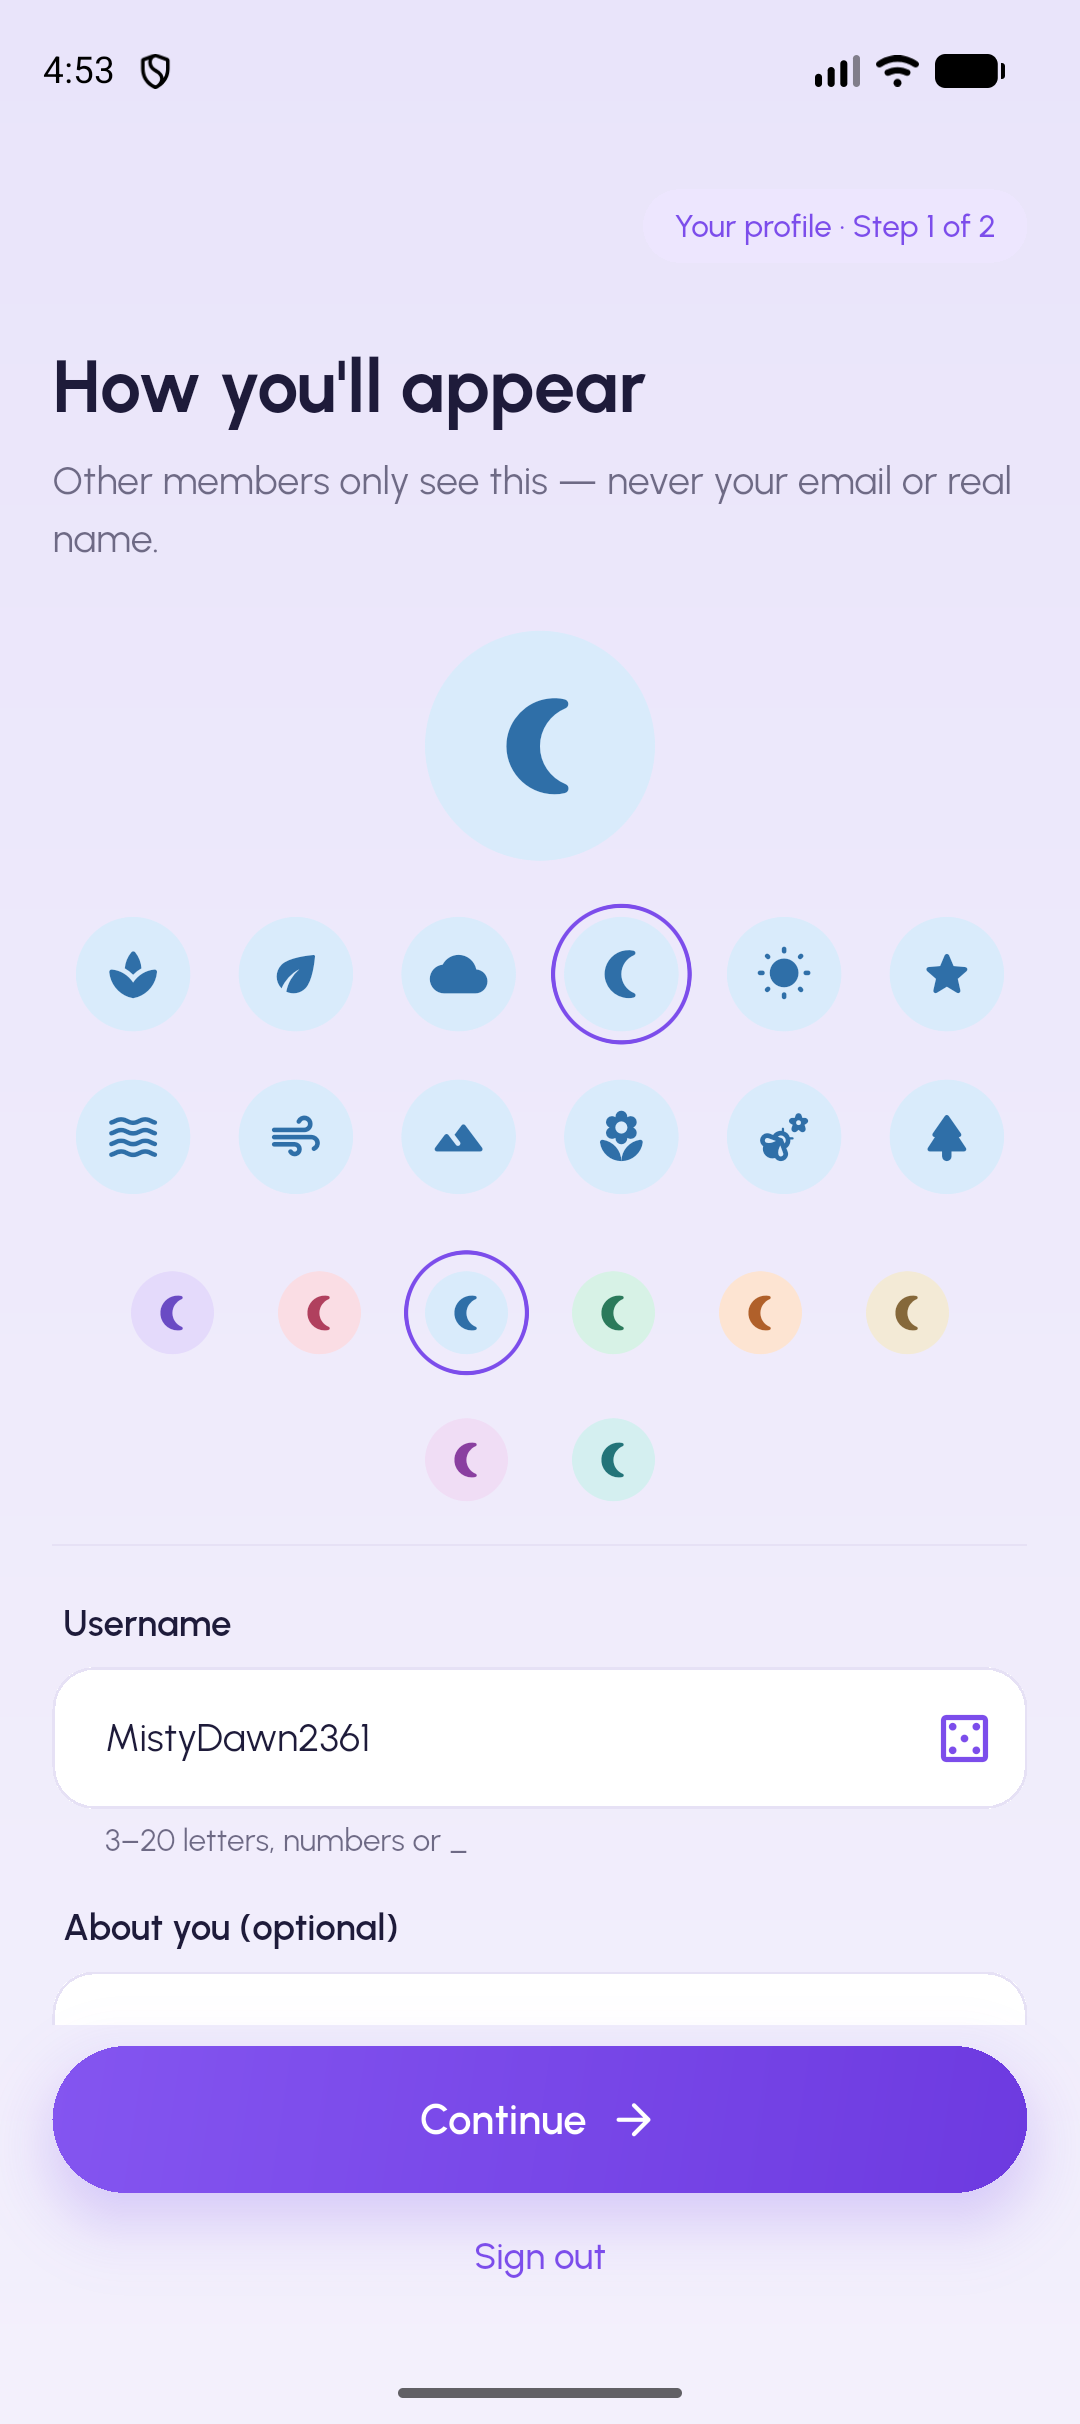 4:53
Your profile · Step 1 of 2
How you'll appear
Other members only see this — never your email or real
name.
Username
MistyDawn2361
3–20 letters, numbers or _
About you (optional)
Continue →
Sign out